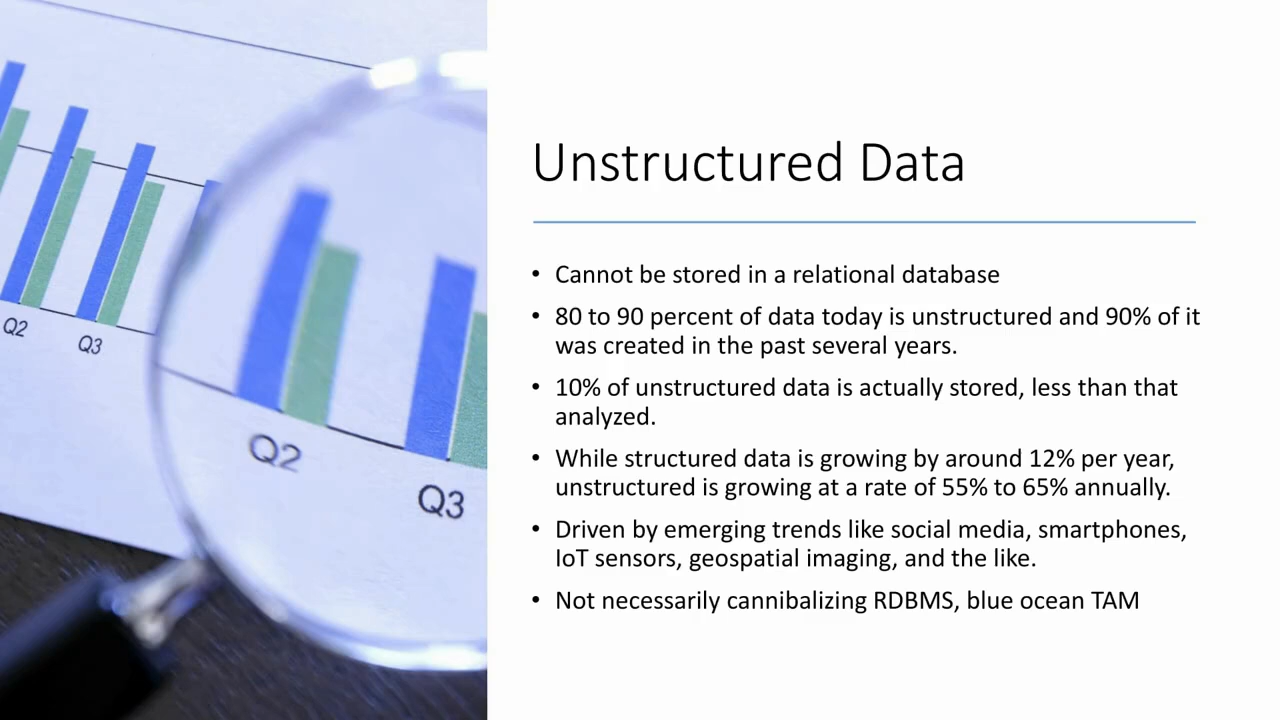 Unstructured Data
• Cannot be stored in a relational database
• 80 to 90 percent of data today is unstructured and 90% of it
was created in the past several years.
• 10% of unstructured data is actually stored, less than that
analyzed.
• While structured data is growing by around 12% per year,
unstructured is growing at a rate of 55% to 65% annually.
• Driven by emerging trends like social media, smartphones,
IoT sensors, geospatial imaging, and the like.
• Not necessarily cannibalizing RDBMS, blue ocean TAM
Q2
Q3
Q2
Q3